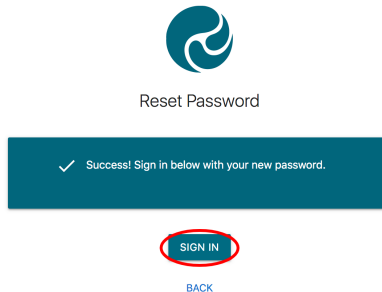 Reset Password
Success! Sign in below with your new password.
SIGN IN
BACK